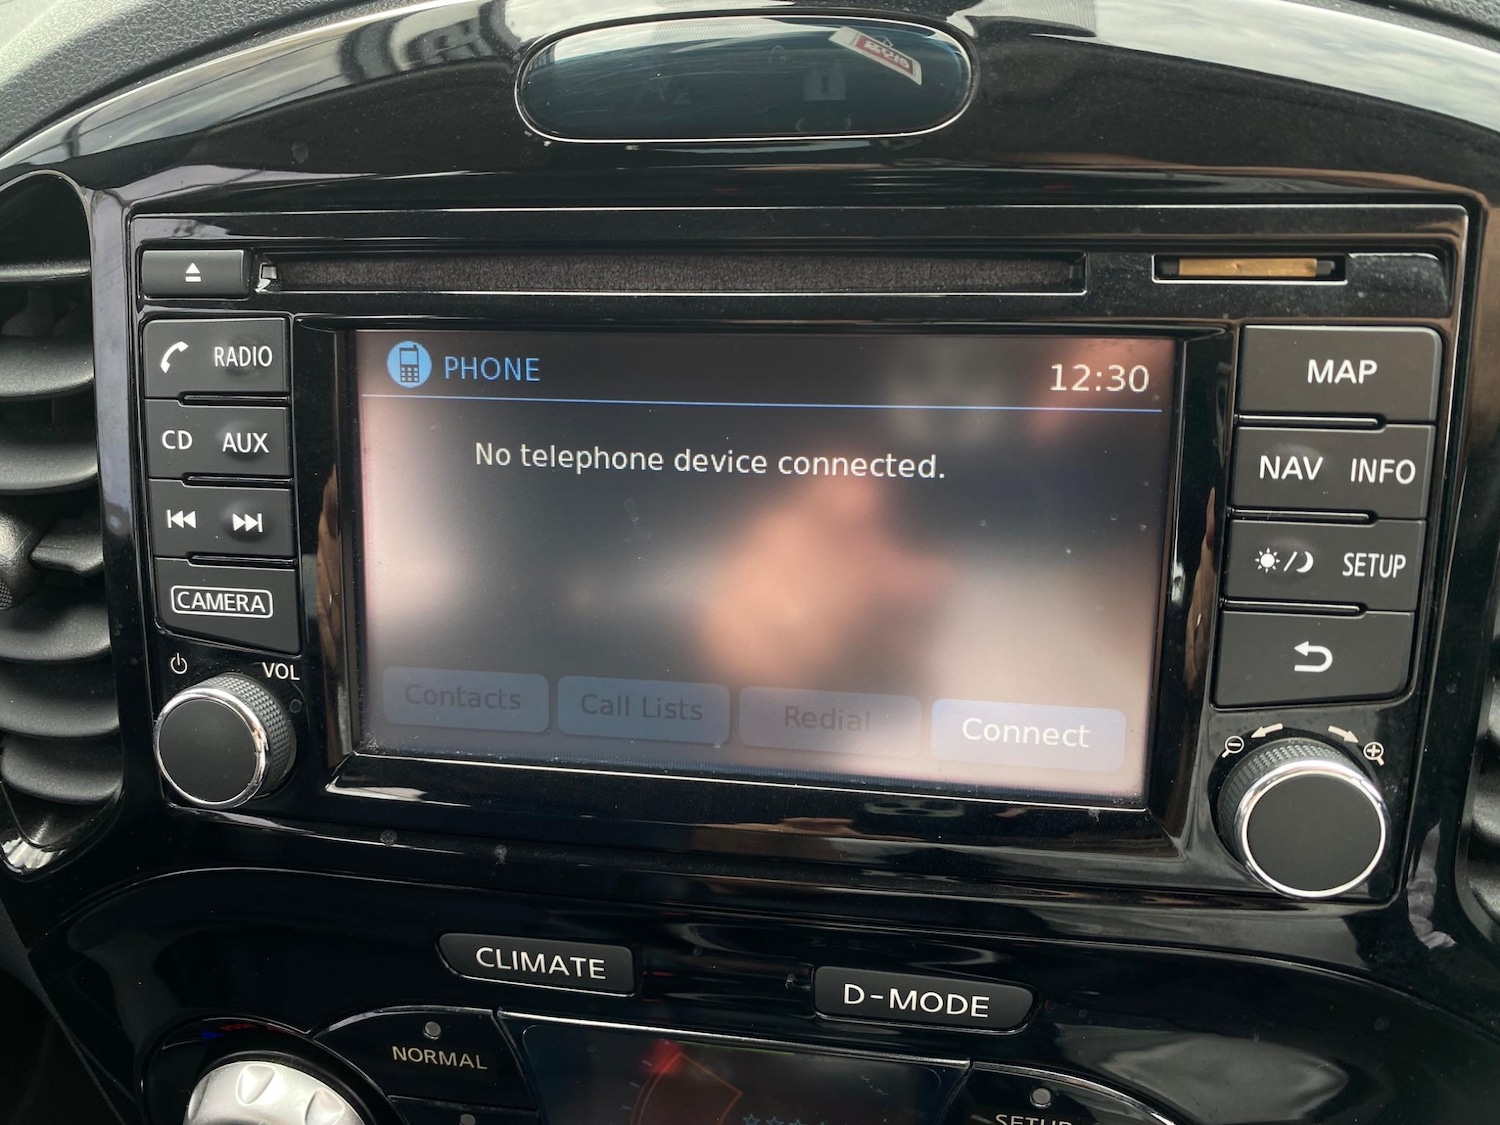 RADIO
CD AUX
CAMERA
VOL
PHONE
12:30
No telephone device connected.
Contacts
Call Lists
Redial
Connect
MAP
NAV INFO
SETUP
CLIMATE
D-MODE
NORMAL
SETUP